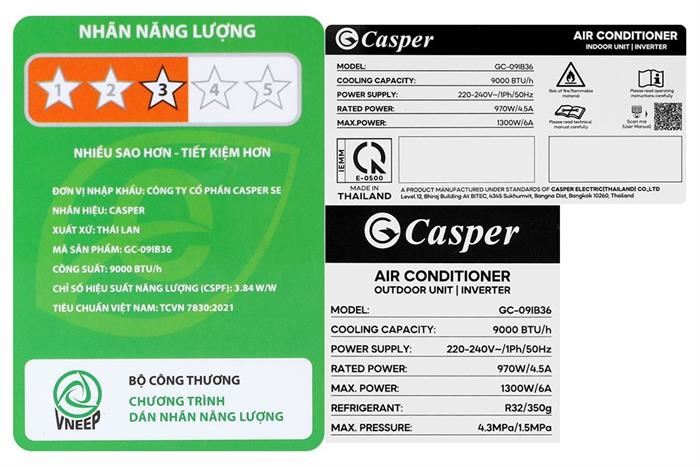 NHÃN NĂNG LƯỢNG
1 2 3 4 5
NHIỀU SAO HƠN - TIẾT KIỆM HƠN
ĐƠN VỊ NHẬP KHẨU: CÔNG TY CỔ PHẦN CASPER SE
NHÃN HIỆU: CASPER
XUẤT XỨ: THÁI LAN
MÃ SẢN PHẨM: GC-09IB36
CÔNG SUẤT: 9000 BTU/h
CHỈ SỐ HIỆU SUẤT NĂNG LƯỢNG (CSPF): 3.84 W/W
TIÊU CHUẨN VIỆT NAM: TCVN 7830:2021
VNEEP
BỘ CÔNG THƯƠNG
CHƯƠNG TRÌNH
DÁN NHÃN NĂNG LƯỢNG
Casper
AIR CONDITIONER
INDOOR UNIT | INVERTER
MODEL: GC-09IB36
COOLING CAPACITY: 9000 BTU/h
POWER SUPPLY: 220-240V~/1Ph/50Hz
RATED POWER: 970W/4.5A
MAX.POWER: 1300W/6A
Risk of fire/flammable
material
Please read operating
instructions carefully
Please read technical
manual carefully
Scan me
(User Manual)
IEMM
E-0500
MADE IN
THAILAND
A PRODUCT MANUFACTURED UNDER STANDARDS OF CASPER ELECTRIC(THAILAND) CO.,LTD
Level 12, Bhiraj Building At BITEC, 4345 Sukhumvit, Bangna Dist, Bangkok 10260, Thailand
Casper
AIR CONDITIONER
OUTDOOR UNIT | INVERTER
MODEL: GC-09IB36
COOLING CAPACITY: 9000 BTU/h
POWER SUPPLY: 220-240V~/1Ph/50Hz
RATED POWER: 970W/4.5A
MAX. POWER: 1300W/6A
REFRIGERANT: R32/350g
MAX. PRESSURE: 4.3MPa/1.5MPa